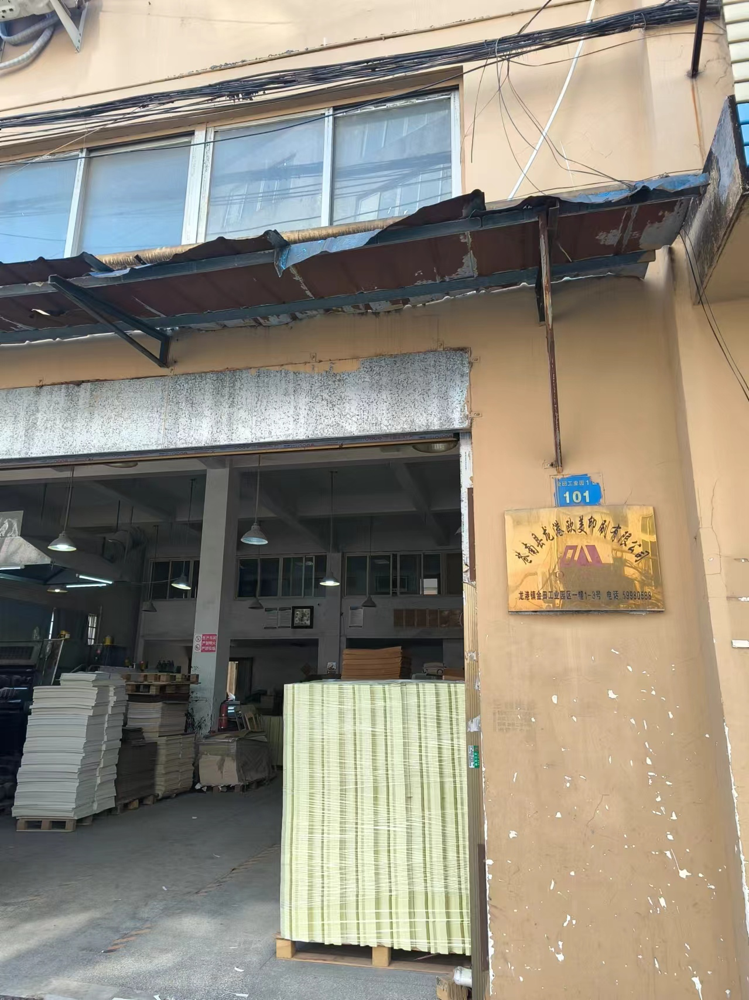 金田工业园1区
101
苍南县龙港欧美印刷有限公司
龙港镇金田工业园区一幢1-3号 电话:59980588
生产车间
严禁明火
严禁吸烟